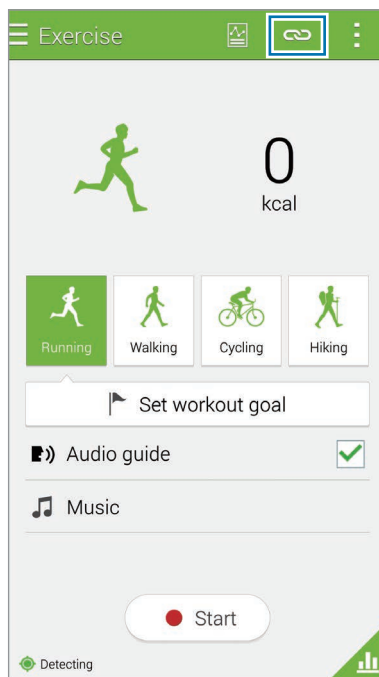 Exercise
0
kcal
Running
Walking
Cycling
Hiking
Set workout goal
Audio guide
Music
Start
Detecting